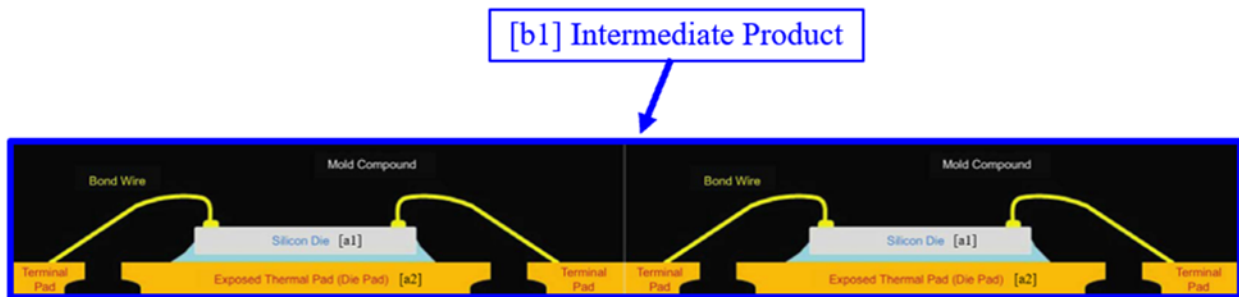 [b1] Intermediate Product
Mold Compound
Mold Compound
Bond Wire
Bond Wire
Silicon Die [a1]
Silicon Die [a1]
Terminal
Pad
Exposed Thermal Pad (Die Pad) [a2]
Terminal
Pad
Terminal
Pad
Exposed Thermal Pad (Die Pad) [a2]
Terminal
Pad